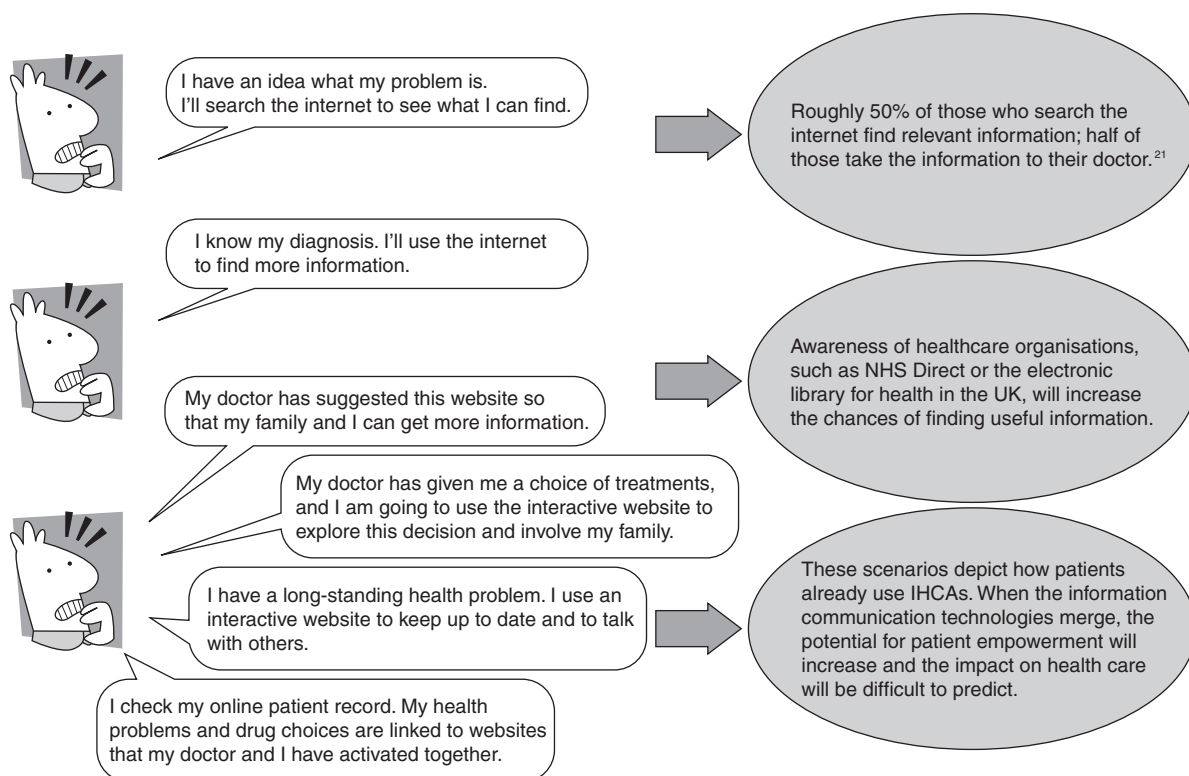 I have an idea what my problem is.
I'll search the internet to see what I can find.
Roughly 50% of those who search the
internet find relevant information; half of
those take the information to their doctor.21
I know my diagnosis. I'll use the internet
to find more information.
Awareness of healthcare organisations,
such as NHS Direct or the electronic
library for health in the UK, will increase
the chances of finding useful information.
My doctor has suggested this website so
that my family and I can get more information.
My doctor has given me a choice of treatments,
and I am going to use the interactive website to
explore this decision and involve my family.
I have a long-standing health problem. I use an
interactive website to keep up to date and to talk
with others.
I check my online patient record. My health
problems and drug choices are linked to websites
that my doctor and I have activated together.
These scenarios depict how patients
already use IHCAs. When the information
communication technologies merge, the
potential for patient empowerment will
increase and the impact on health care
will be difficult to predict.